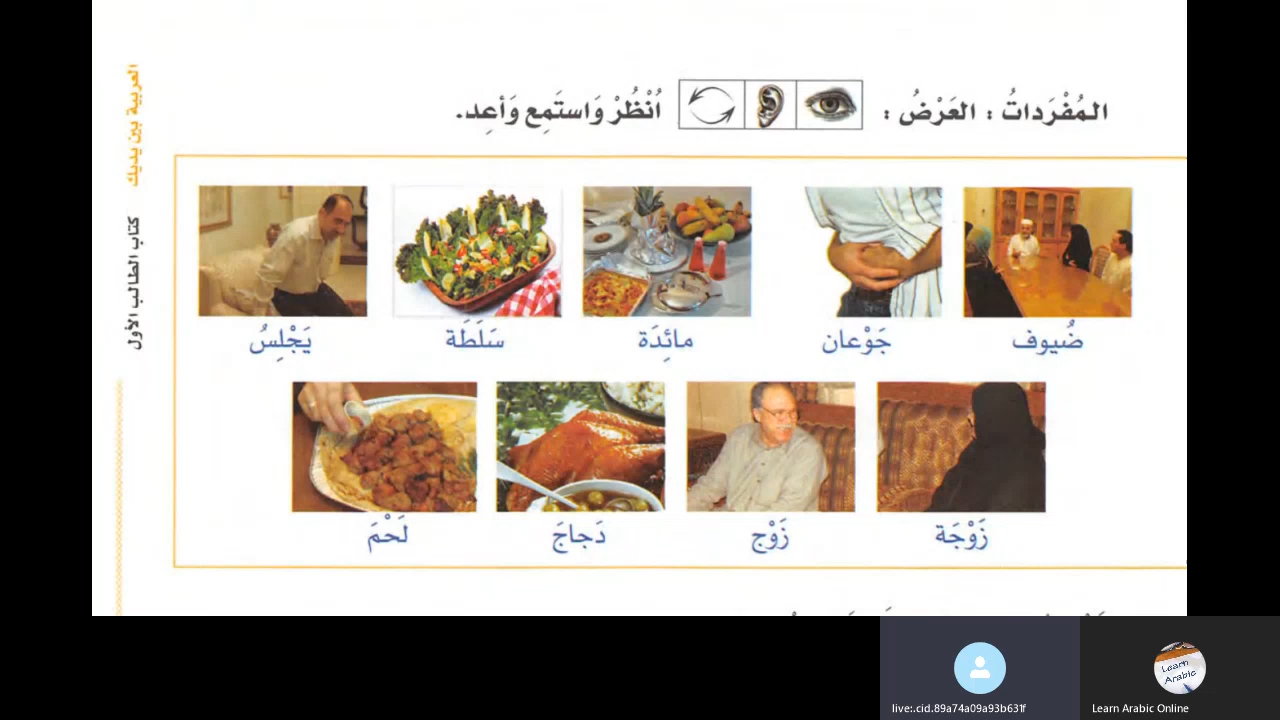 المُفْرَداتُ : العَرْضُ : اُنْظُرْ وَاستَمِع وَأعِد.
العربية بين يديك
كتاب الطالب الأول
ضُيوف
جَوْعان
مائِدَة
سَلَطَة
يَجْلِسُ
زَوْجَة
زَوْج
دَجاجَ
لَحْمَ
live:.cid.89a74a09a93b631f
Learn Arabic Online
Learn Arabic